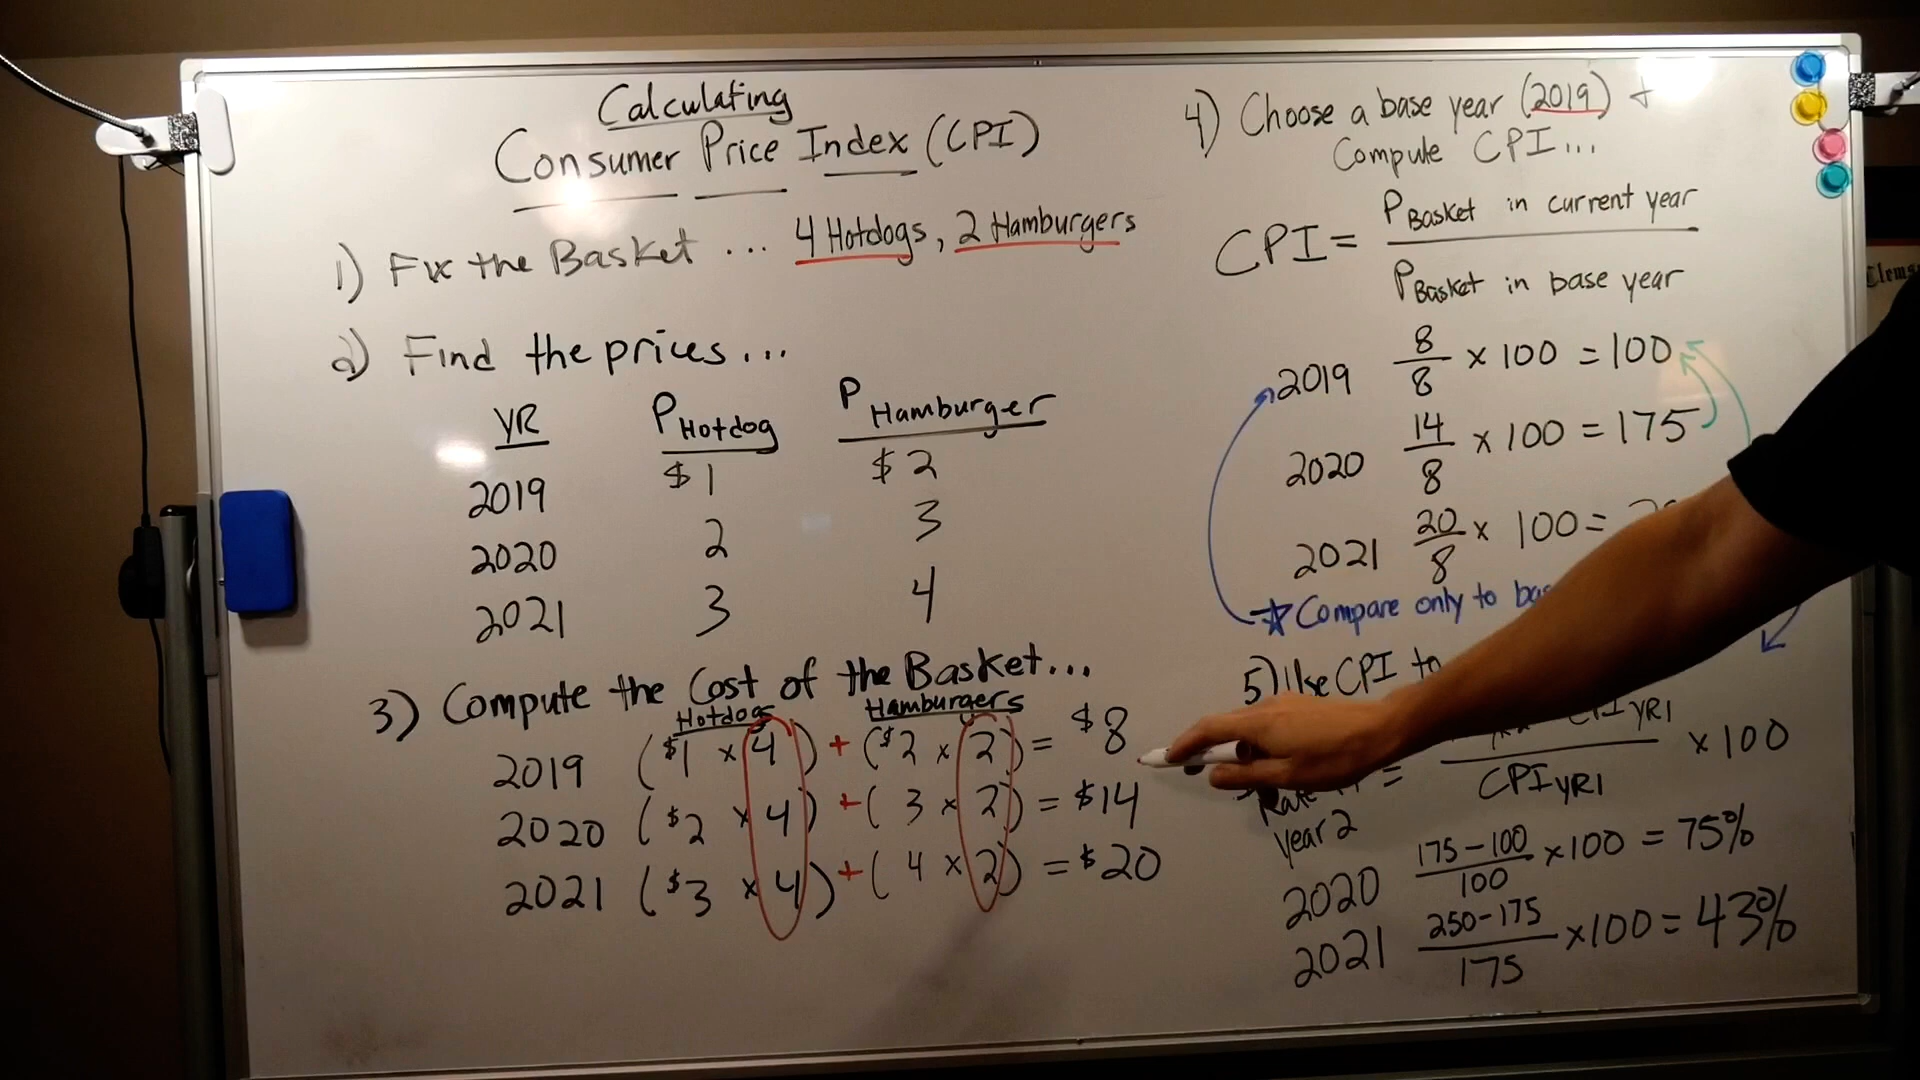 Calculating
Consumer Price Index (CPI)
1) Fix the Basket ... 4 Hotdogs, 2 Hamburgers
2) Find the prices...
YR P Hotdog P Hamburger
2019 $1 $2
2020 2 3
2021 3 4
3) Compute the Cost of the Basket...
Hotdogs Hamburgers
2019 ($1 x 4) + ($2 x 2) = $8
2020 ($2 x 4) + (3 x 2) = $14
2021 ($3 x 4) + (4 x 2) = $20
4) Choose a base year (2019) +
Compute CPI...
CPI = P Basket in current year
P Basket in base year
2019 8/8 x 100 = 100
2020 14/8 x 100 = 175
2021 20/8 x 100 =
☆ Compare only to
5) Use CPI to
CPI YR1
CPI YR1 x 100
=
year 2
2020 175-100/100 x 100 = 75%
2021 250-175/175 x 100 = 43%